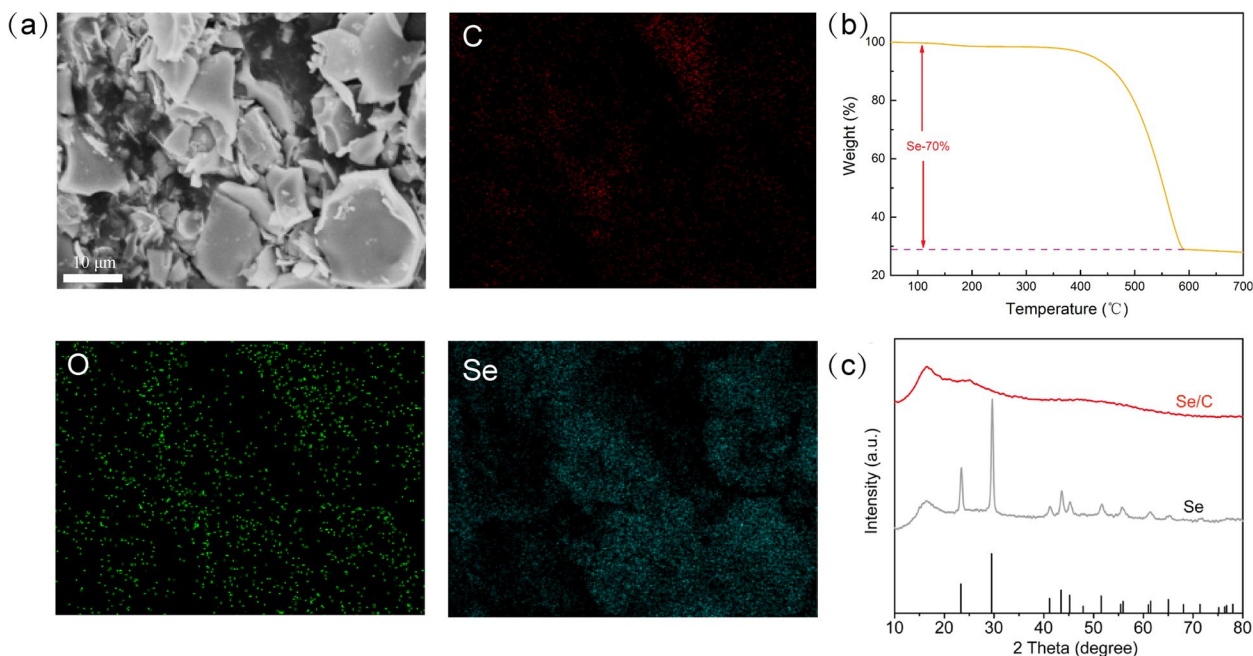 (a)
C
10 μm
O
Se
(b)
100
80
60
40
20
Weight (%)
Se-70%
100 200 300 400 500 600 700
Temperature (℃)
(c)
Se/C
Se
Intensity (a.u.)
10 20 30 40 50 60 70 80
2 Theta (degree)